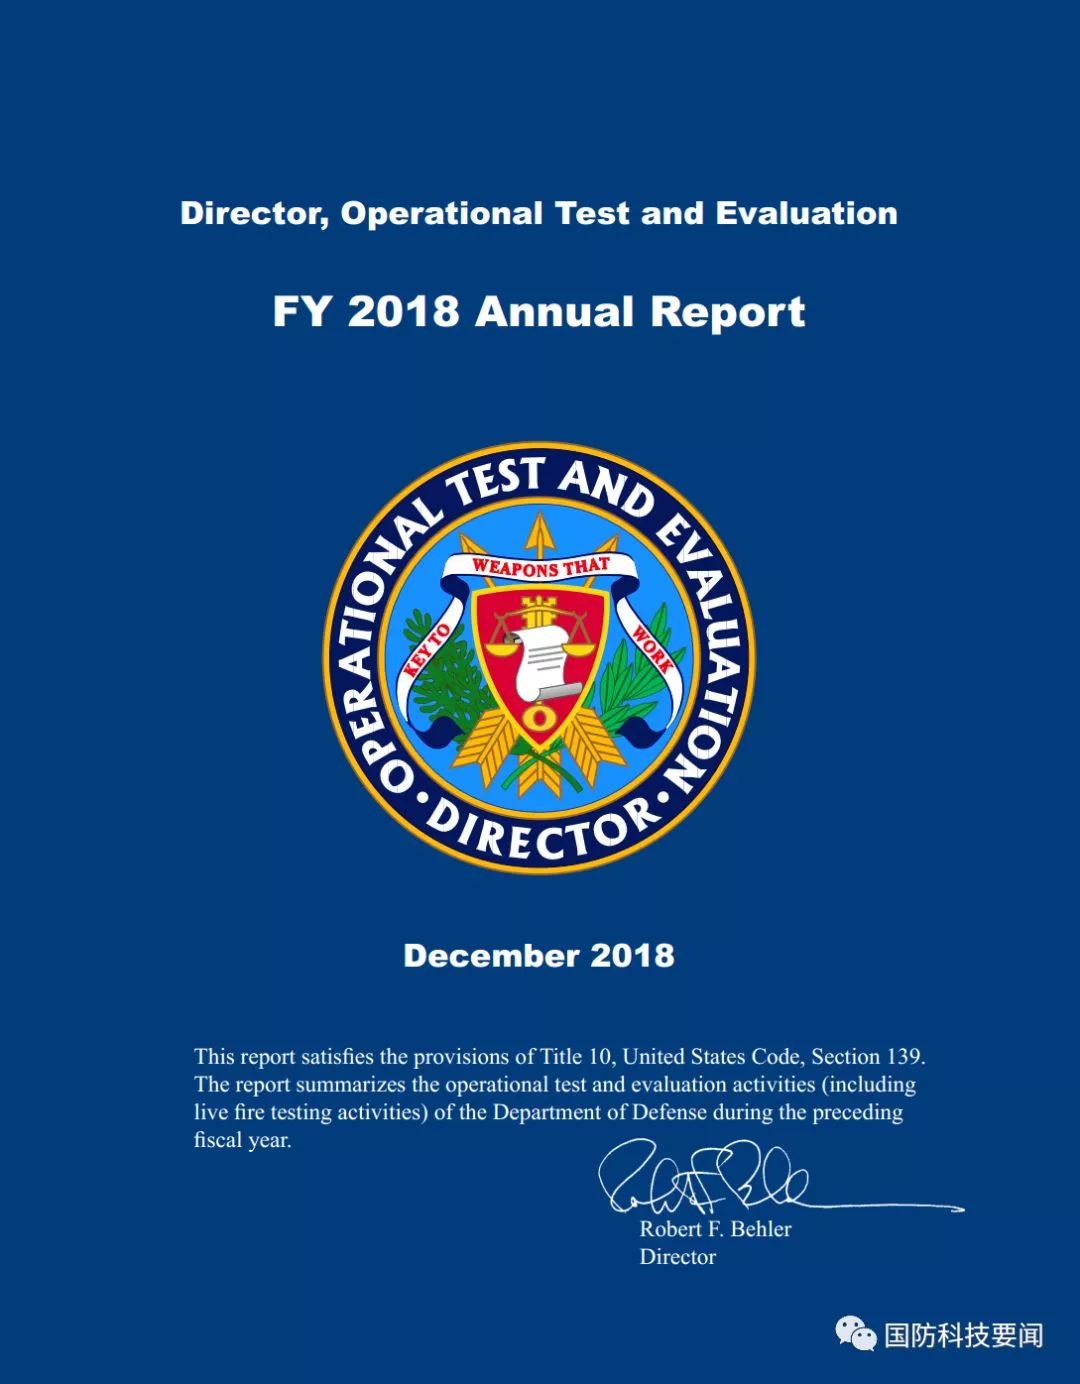 Director, Operational Test and Evaluation
FY 2018 Annual Report
OPERATIONAL TEST AND EVALUATION
WEAPONS THAT
KEY TO
WORK
• DIRECTOR •
December 2018
This report satisfies the provisions of Title 10, United States Code, Section 139.
The report summarizes the operational test and evaluation activities (including
live fire testing activities) of the Department of Defense during the preceding
fiscal year.
Robert F. Behler
Robert F. Behler
Director
国防科技要闻